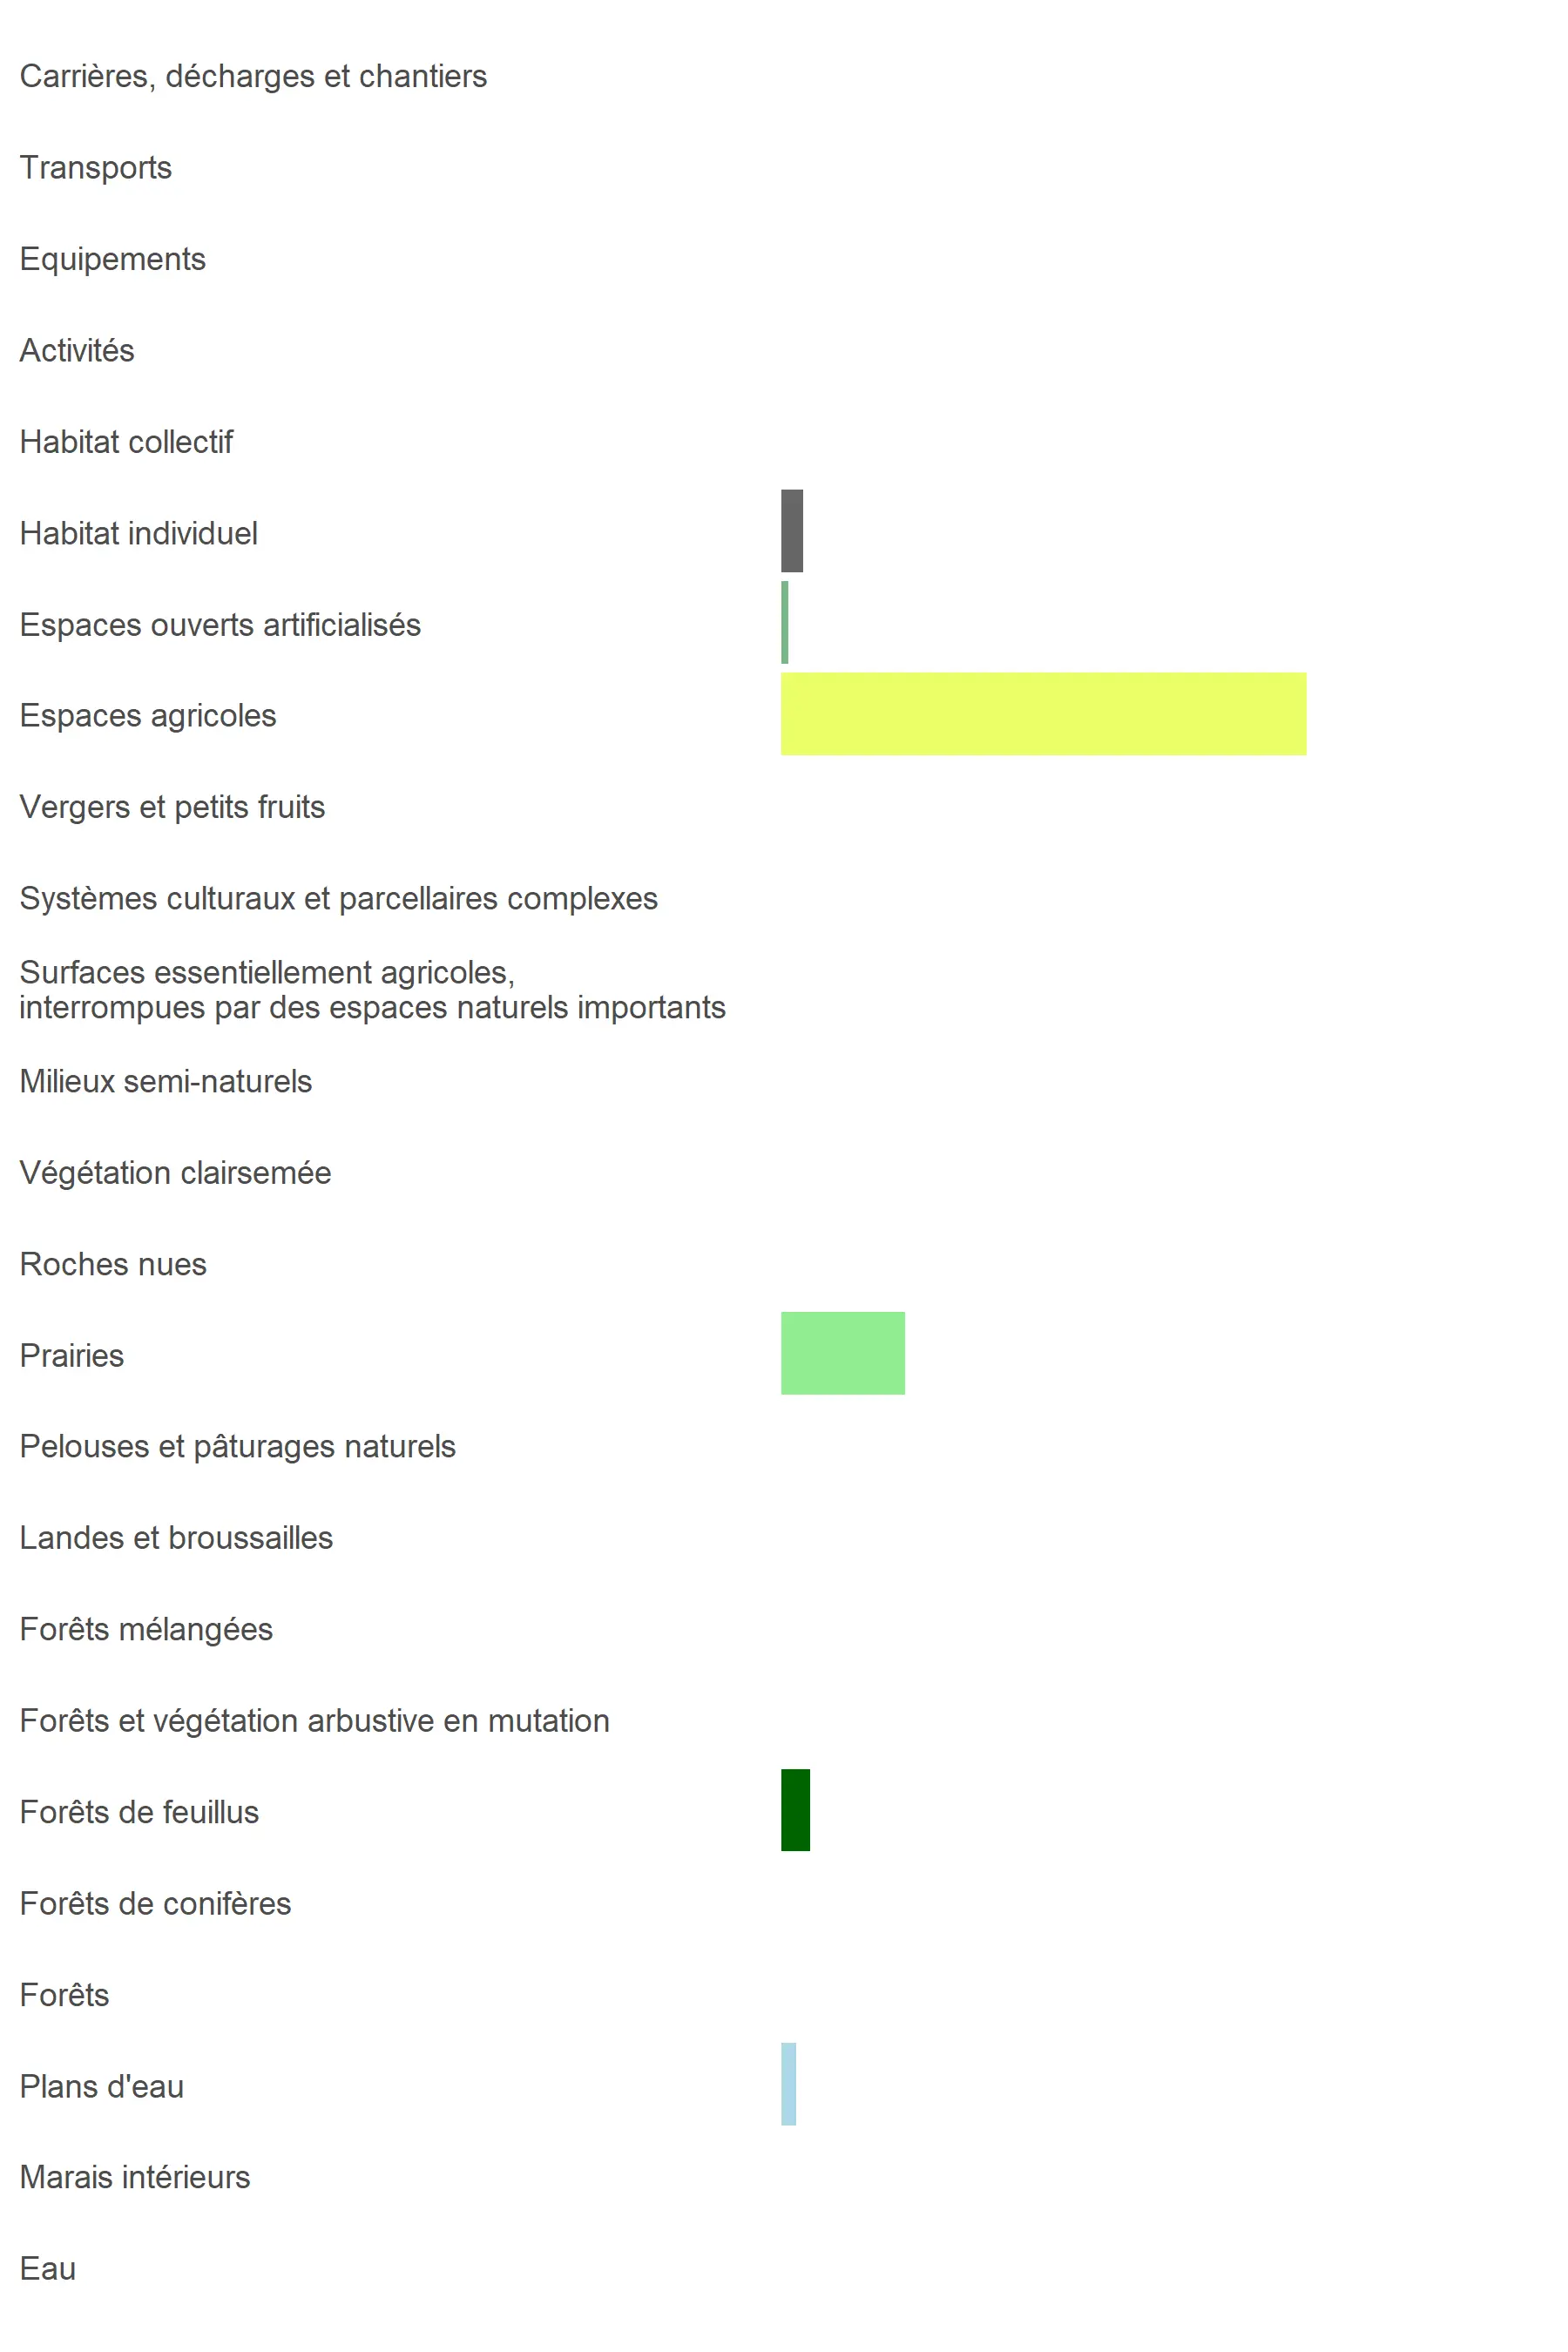 Carrières, décharges et chantiers
Transports
Equipements
Activités
Habitat collectif
Habitat individuel
Espaces ouverts artificialisés
Espaces agricoles
Vergers et petits fruits
Systèmes culturaux et parcellaires complexes
Surfaces essentiellement agricoles,
interrompues par des espaces naturels importants
Milieux semi-naturels
Végétation clairsemée
Roches nues
Prairies
Pelouses et pâturages naturels
Landes et broussailles
Forêts mélangées
Forêts et végétation arbustive en mutation
Forêts de feuillus
Forêts de conifères
Forêts
Plans d'eau
Marais intérieurs
Eau